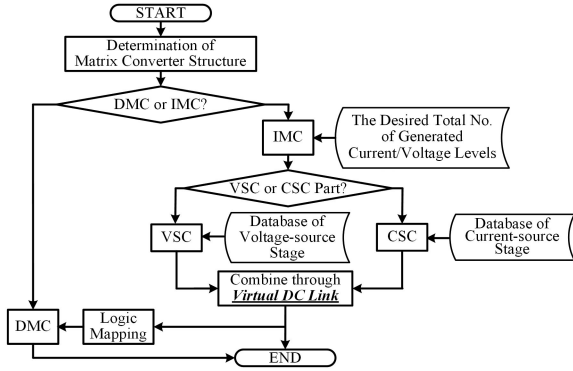 START
Determination of
Matrix Converter Structure
DMC or IMC?
IMC
The Desired Total No.
of Generated
Current/Voltage Levels
VSC or CSC Part?
VSC
Database of
Voltage-source
Stage
CSC
Database of
Current-source
Stage
Combine through
Virtual DC Link
DMC
Logic
Mapping
END